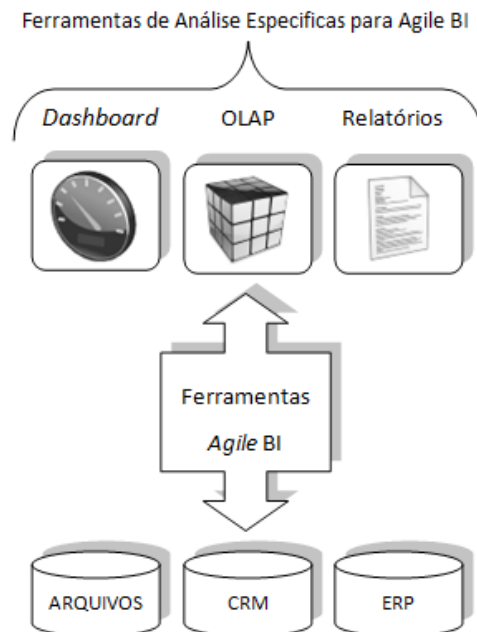 Ferramentas de Análise Especificas para Agile BI
Dashboard OLAP Relatórios
Ferramentas
Agile BI
ARQUIVOS CRM ERP